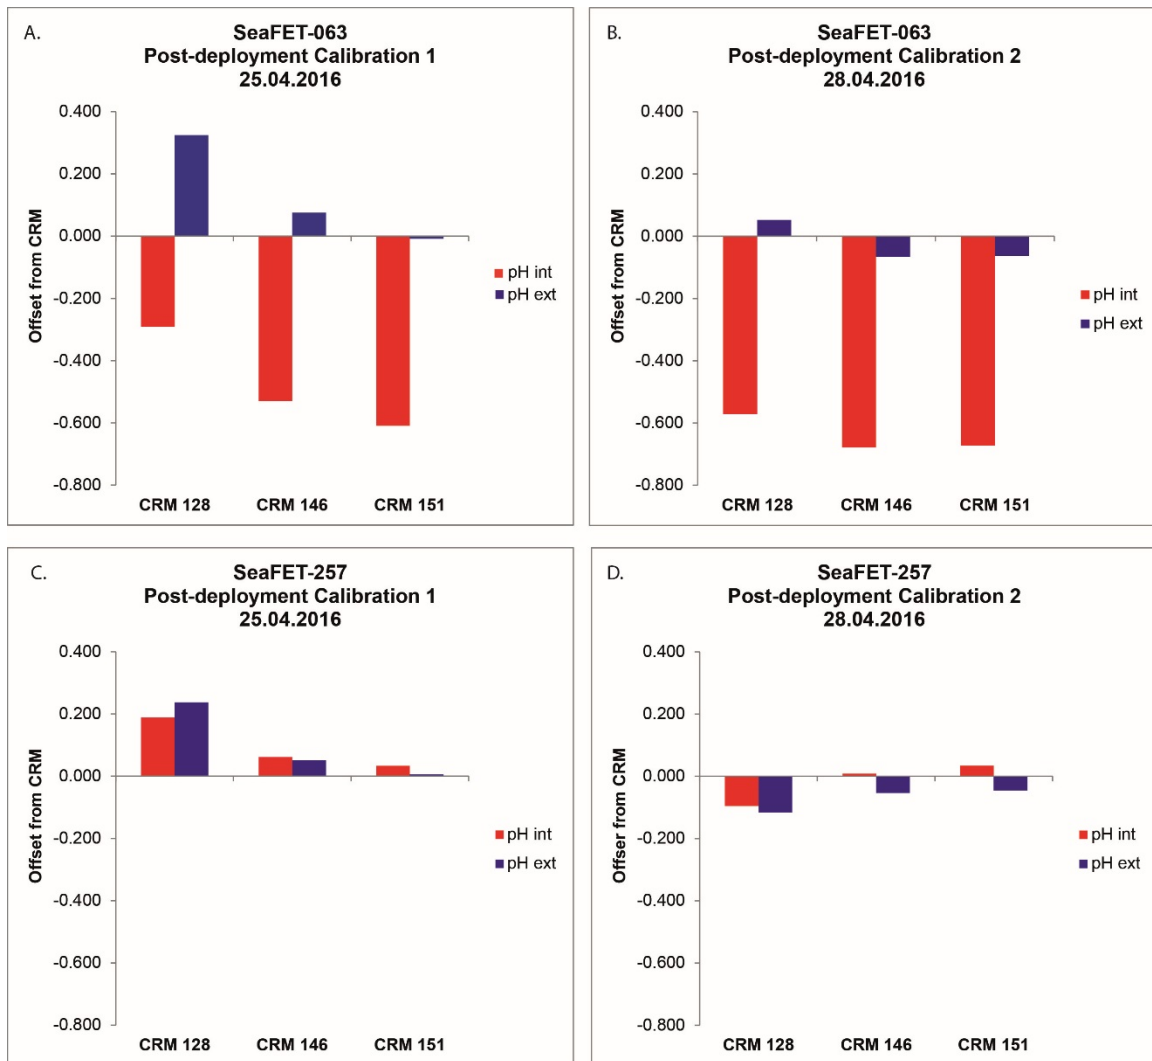 A.
SeaFET-063
Post-deployment Calibration 1
25.04.2016
0.400
0.200
0.000
-0.200
-0.400
-0.600
-0.800
Offset from CRM
pH int
pH ext
CRM 128 CRM 146 CRM 151
B.
SeaFET-063
Post-deployment Calibration 2
28.04.2016
0.400
0.200
0.000
-0.200
-0.400
-0.600
-0.800
Offset from CRM
pH int
pH ext
CRM 128 CRM 146 CRM 151
C.
SeaFET-257
Post-deployment Calibration 1
25.04.2016
0.400
0.200
0.000
-0.200
-0.400
-0.600
-0.800
Offset from CRM
pH int
pH ext
CRM 128 CRM 146 CRM 151
D.
SeaFET-257
Post-deployment Calibration 2
28.04.2016
0.400
0.200
0.000
-0.200
-0.400
-0.600
-0.800
Offser from CRM
pH int
pH ext
CRM 128 CRM 146 CRM 151